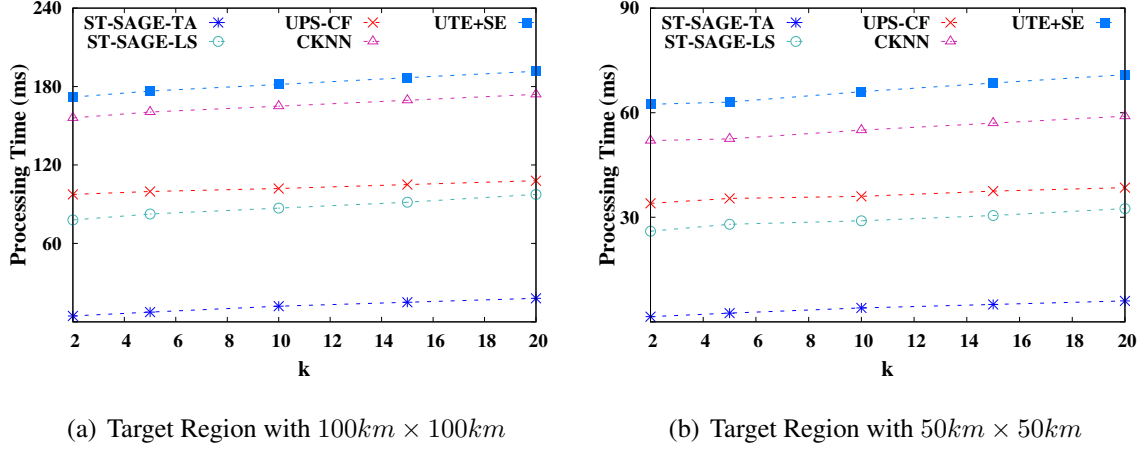 240
180
120
60
Processing Time (ms)
ST-SAGE-TA
ST-SAGE-LS
UPS-CF
CKNN
UTE+SE
2 4 6 8 10 12 14 16 18 20
k
(a) Target Region with 100km × 100km
90
60
30
Processing Time (ms)
ST-SAGE-TA
ST-SAGE-LS
UPS-CF
CKNN
UTE+SE
2 4 6 8 10 12 14 16 18 20
k
(b) Target Region with 50km × 50km